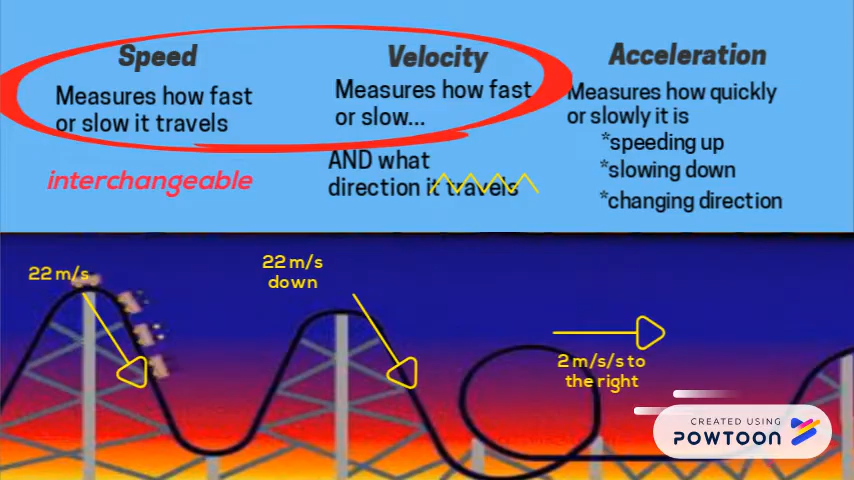 Speed
Measures how fast
or slow it travels
interchangeable
Velocity
Measures how fast
or slow...
AND what
direction it travels
Acceleration
Measures how quickly
or slowly it is
*speeding up
*slowing down
*changing direction
22 m/s
22 m/s
down
2 m/s/s to
the right
CREATED USING
POWTOON